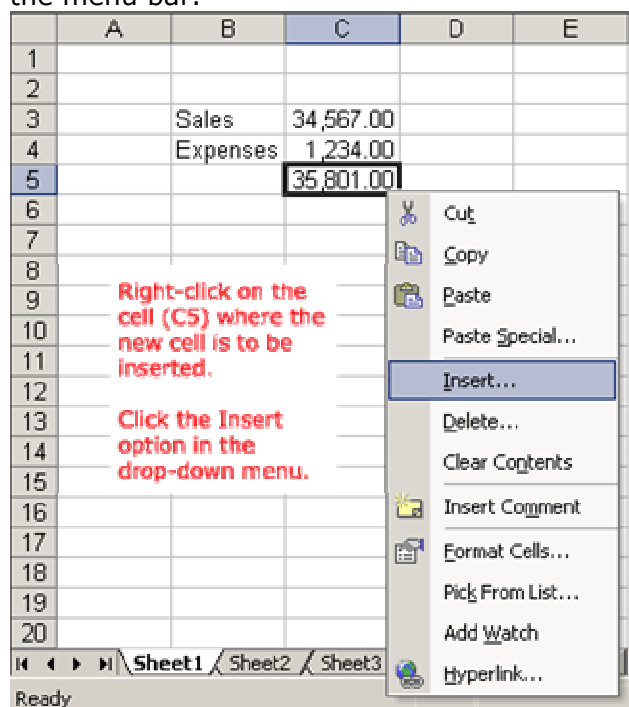 the menu bar.
A B C D E
1
2
3 Sales 34,567.00
4 Expenses 1,234.00
5 35,801.00
6 Cut
7
8 Copy
9 Right-click on the Paste
10 cell (C5) where the Paste Special...
11 new cell is to be
inserted. Insert...
12
13 Click the Insert Delete...
14 option in the Clear Contents
15 drop-down menu.
16 Insert Comment
17 Format Cells...
18
19 Pick From List...
20 Add Watch
Sheet1 Sheet2 Sheet3 Hyperlink...
Ready